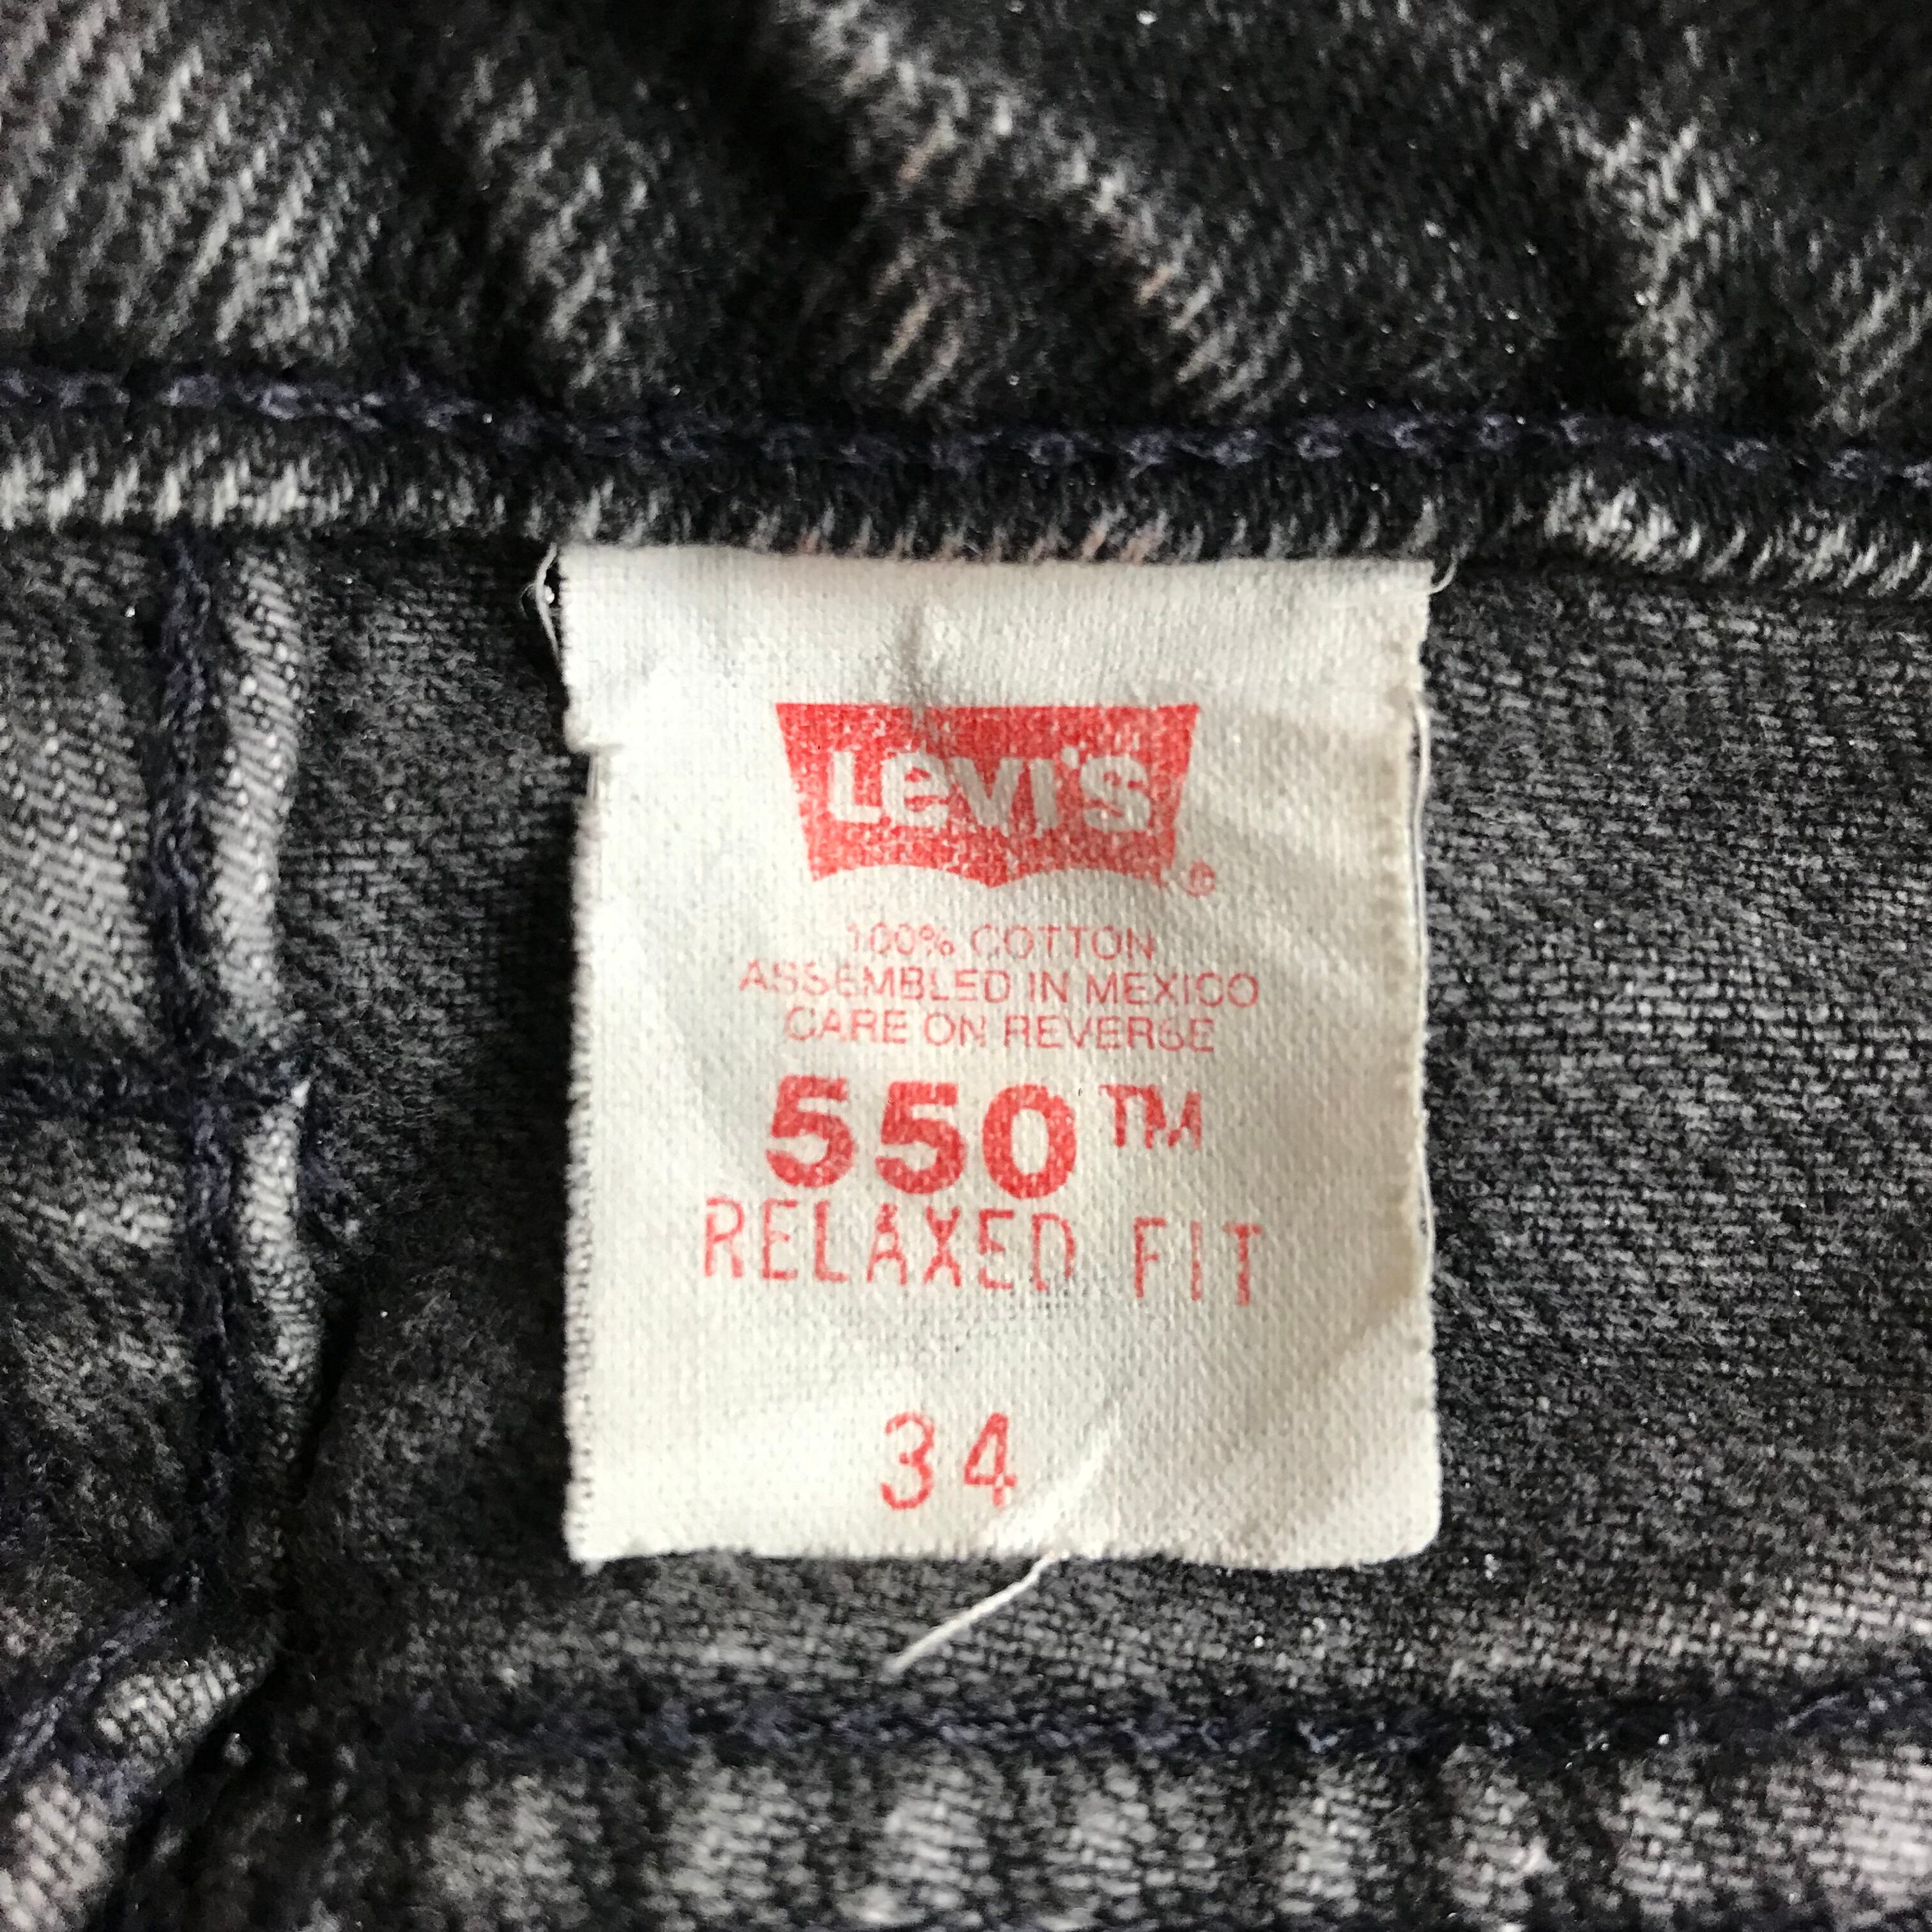 Levi's®
100% COTTON
ASSEMBLED IN MEXICO
CARE ON REVERSE
550™
RELAXED FIT
34